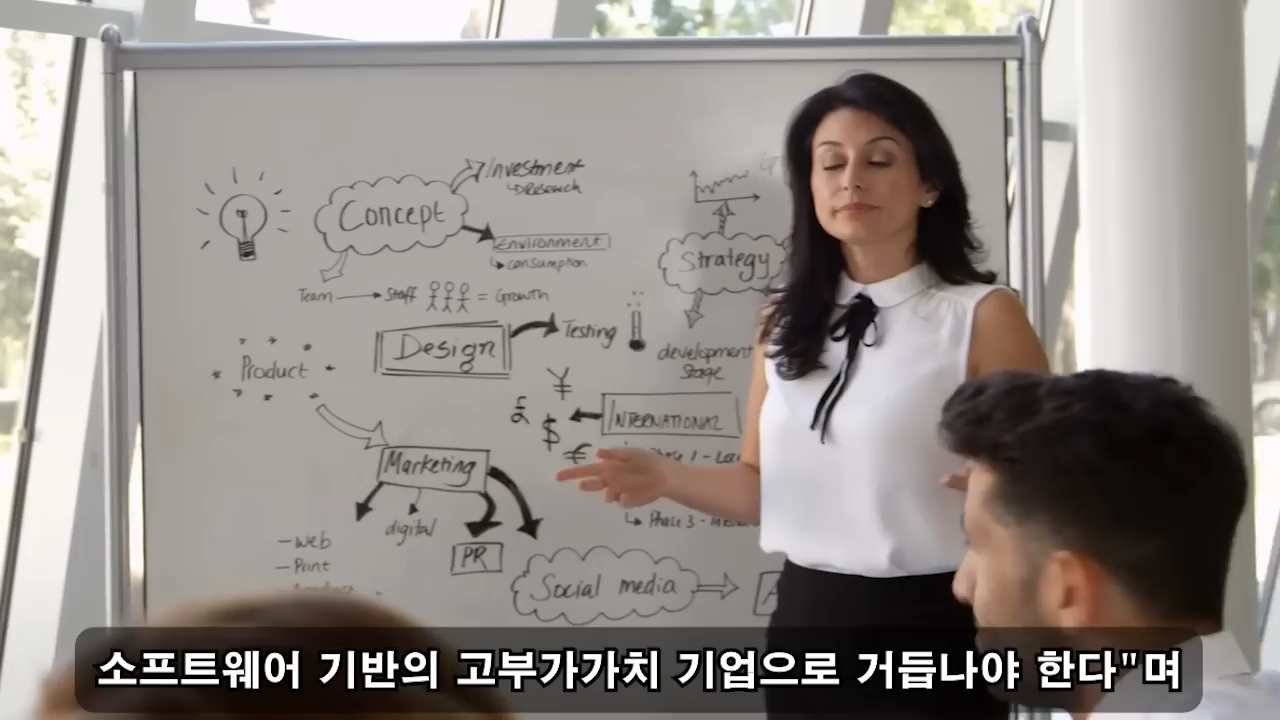 Investment
↳ Research
Concept
Environment
↳ consumption
Strategy
Team → Staff = Growth
Design
Testing
development
Stage
Product
¥
£
$
€
INTERNATIONAL
Marketing
Phase 1 -
digital
↳ Phase 3 -
PR
- Web
- Print
Social media
소프트웨어 기반의 고부가가치 기업으로 거듭나야 한다"며